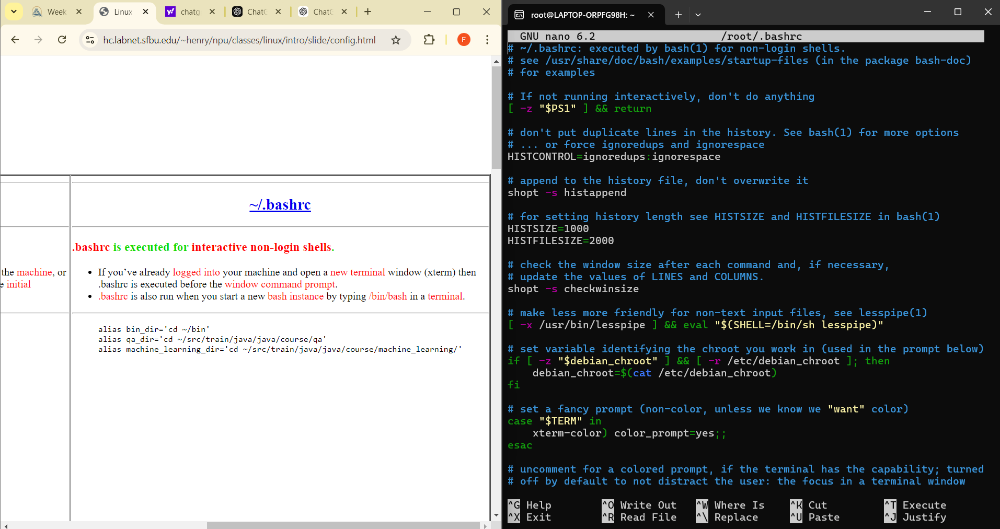 Week
Linux
chatg
ChatG
ChatG
hc.labnet.sfbu.edu/~henry/npu/classes/linux/intro/slide/config.html
F
~/.bashrc
.bashrc is executed for interactive non-login shells.
the machine, or
e initial
If you’ve already logged into your machine and open a new terminal window (xterm) then
.bashrc is executed before the window command prompt.
.bashrc is also run when you start a new bash instance by typing /bin/bash in a terminal.
alias bin_dir='cd ~/bin'
alias qa_dir='cd ~/src/train/java/java/course/qa'
alias machine_learning_dir='cd ~/src/train/java/java/course/machine_learning/'
root@LAPTOP-ORPFG98H: ~
GNU nano 6.2 /root/.bashrc
# ~/.bashrc: executed by bash(1) for non-login shells.
# see /usr/share/doc/bash/examples/startup-files (in the package bash-doc)
# for examples
# If not running interactively, don't do anything
[ -z "$PS1" ] && return
# don't put duplicate lines in the history. See bash(1) for more options
# ... or force ignoredups and ignorespace
HISTCONTROL=ignoredups:ignorespace
# append to the history file, don't overwrite it
shopt -s histappend
# for setting history length see HISTSIZE and HISTFILESIZE in bash(1)
HISTSIZE=1000
HISTFILESIZE=2000
# check the window size after each command and, if necessary,
# update the values of LINES and COLUMNS.
shopt -s checkwinsize
# make less more friendly for non-text input files, see lesspipe(1)
[ -x /usr/bin/lesspipe ] && eval "$(SHELL=/bin/sh lesspipe)"
# set variable identifying the chroot you work in (used in the prompt below)
if [ -z "$debian_chroot" ] && [ -r /etc/debian_chroot ]; then
    debian_chroot=$(cat /etc/debian_chroot)
fi
# set a fancy prompt (non-color, unless we know we "want" color)
case "$TERM" in
    xterm-color) color_prompt=yes;;
esac
# uncomment for a colored prompt, if the terminal has the capability; turned
# off by default to not distract the user: the focus in a terminal window
^G Help ^O Write Out ^W Where Is ^K Cut ^T Execute
^X Exit ^R Read File ^\ Replace ^U Paste ^J Justify